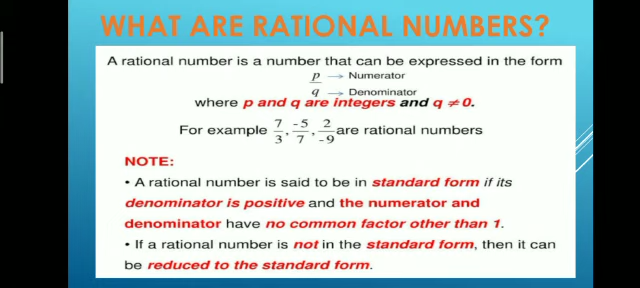 WHAT ARE RATIONAL NUMBERS?
A rational number is a number that can be expressed in the form
p → Numerator
q → Denominator
where p and q are integers and q ≠ 0.
For example 7/3, -5/7, 2/-9 are rational numbers
NOTE:
• A rational number is said to be in standard form if its
denominator is positive and the numerator and
denominator have no common factor other than 1.
• If a rational number is not in the standard form, then it can
be reduced to the standard form.